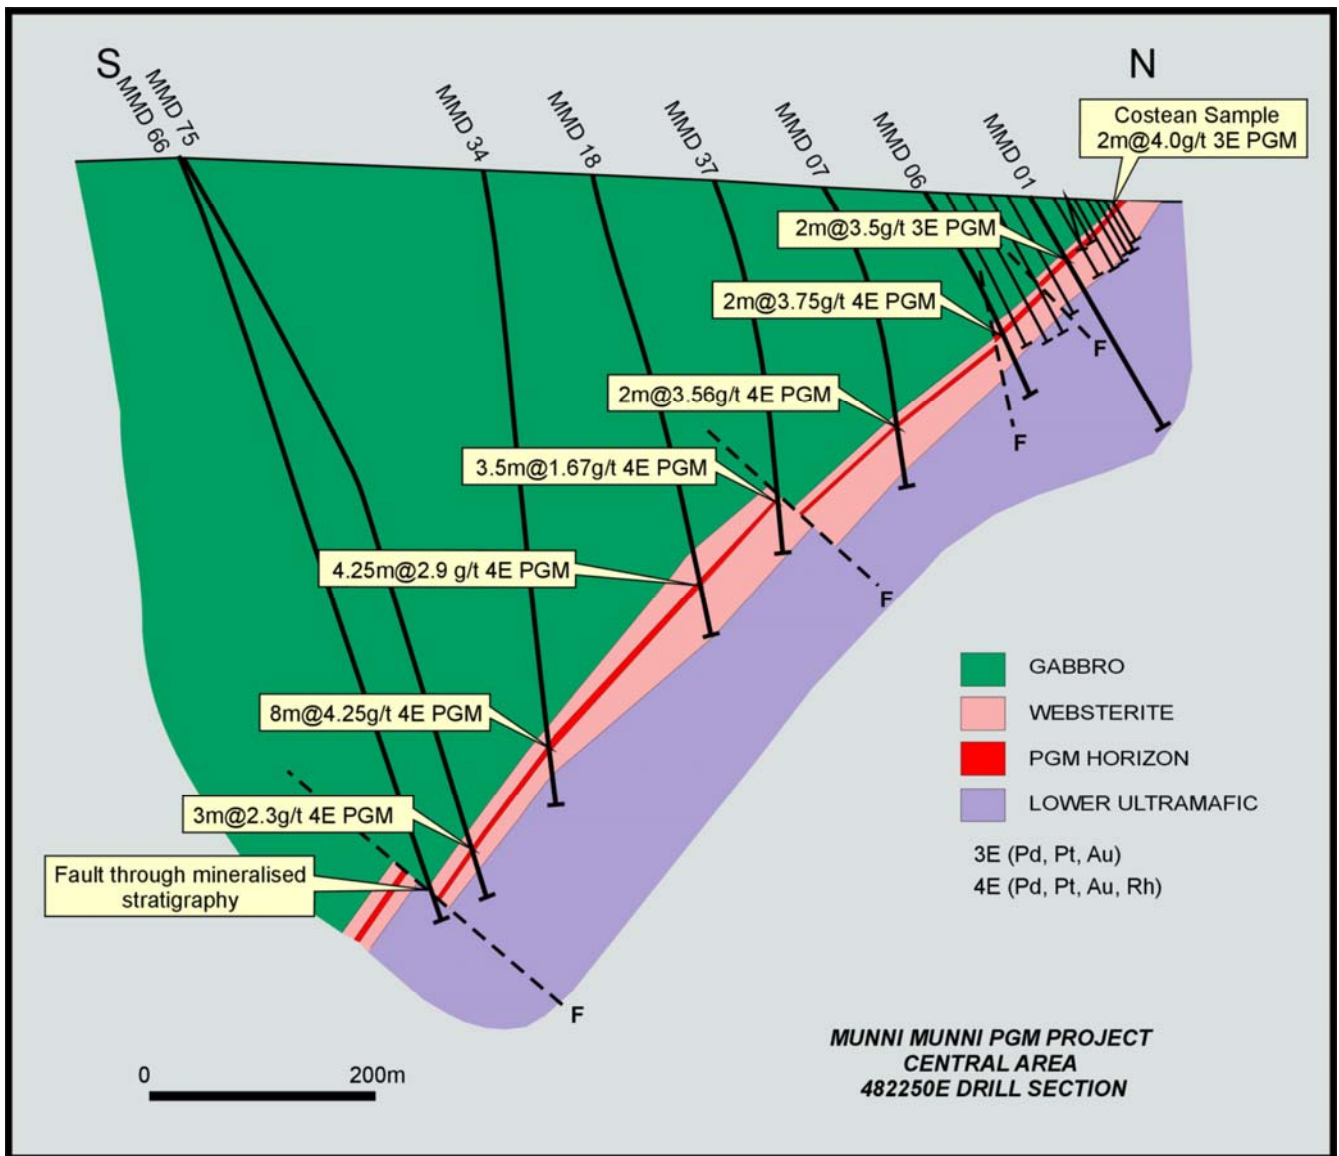 S
N
MMD 66
MMD 75
MMD 34
MMD 18
MMD 37
MMD 07
MMD 06
MMD 01
Costean Sample
2m@4.0g/t 3E PGM
2m@3.5g/t 3E PGM
2m@3.75g/t 4E PGM
F
2m@3.56g/t 4E PGM
F
3.5m@1.67g/t 4E PGM
4.25m@2.9 g/t 4E PGM
F
GABBRO
8m@4.25g/t 4E PGM
WEBSTERITE
PGM HORIZON
LOWER ULTRAMAFIC
3m@2.3g/t 4E PGM
3E (Pd, Pt, Au)
4E (Pd, Pt, Au, Rh)
Fault through mineralised
stratigraphy
F
MUNNI MUNNI PGM PROJECT
CENTRAL AREA
482250E DRILL SECTION
0 200m